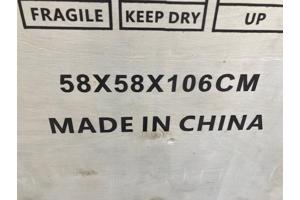 FRAGILE KEEP DRY UP
58X58X106CM
MADE IN CHINA